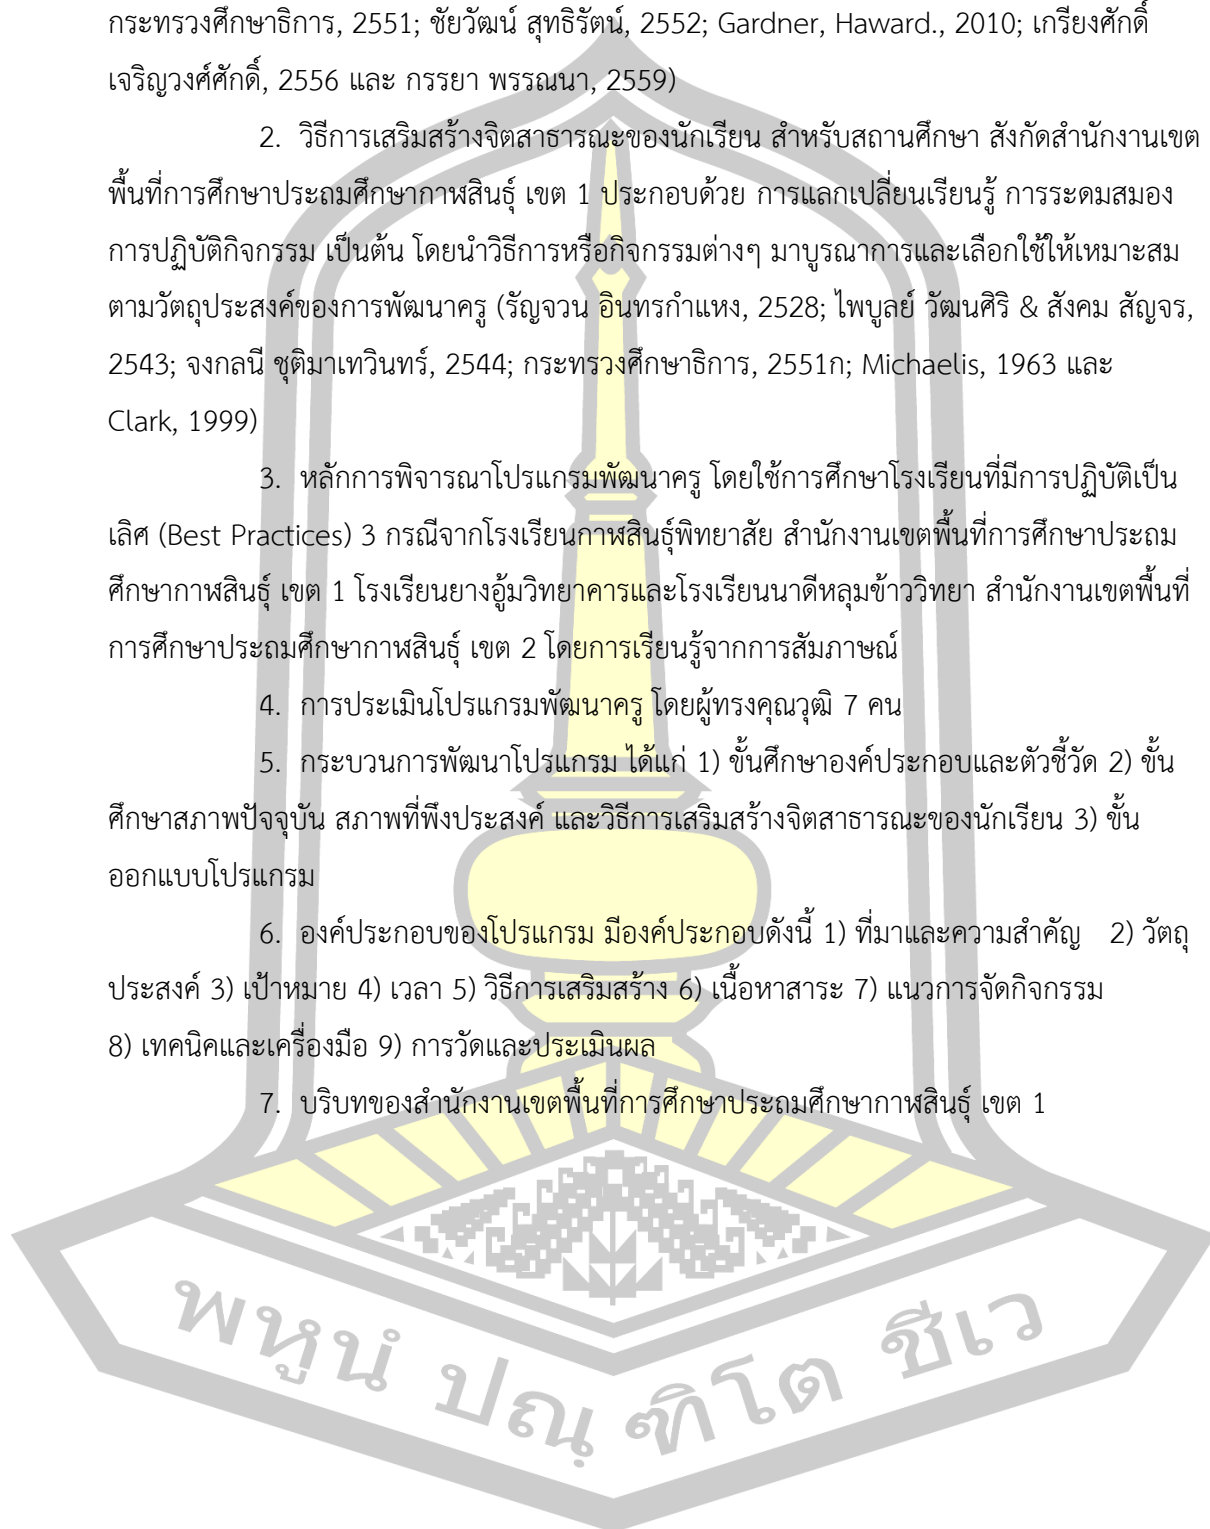 กระทรวงศึกษาธิการ, 2551; ชัยวัฒน์ สุทธิรัตน์, 2552; Gardner, Haward., 2010; เกรียงศักดิ์
เจริญวงศ์ศักดิ์, 2556 และ กรรยา พรรณนา, 2559)
2. วิธีการเสริมสร้างจิตสาธารณะของนักเรียน สำหรับสถานศึกษา สังกัดสำนักงานเขต
พื้นที่การศึกษาประถมศึกษากาฬสินธุ์ เขต 1 ประกอบด้วย การแลกเปลี่ยนเรียนรู้ การระดมสมอง
การปฏิบัติกิจกรรม เป็นต้น โดยนำวิธีการหรือกิจกรรมต่างๆ มาบูรณาการและเลือกใช้ให้เหมาะสม
ตามวัตถุประสงค์ของการพัฒนาครู (รัญจวน อินทรกำแหง, 2528; ไพบูลย์ วัฒนศิริ & สังคม สัญจร,
2543; จงกลนี ชุติมาเทวินทร์, 2544; กระทรวงศึกษาธิการ, 2551ก; Michaelis, 1963 และ
Clark, 1999)
3. หลักการพิจารณาโปรแกรมพัฒนาครู โดยใช้การศึกษาโรงเรียนที่มีการปฏิบัติเป็น
เลิศ (Best Practices) 3 กรณีจากโรงเรียนกาฬสินธุ์พิทยาสัย สำนักงานเขตพื้นที่การศึกษาประถม
ศึกษากาฬสินธุ์ เขต 1 โรงเรียนยางอู้มวิทยาคารและโรงเรียนนาดีหลุมข้าววิทยา สำนักงานเขตพื้นที่
การศึกษาประถมศึกษากาฬสินธุ์ เขต 2 โดยการเรียนรู้จากการสัมภาษณ์
4. การประเมินโปรแกรมพัฒนาครู โดยผู้ทรงคุณวุฒิ 7 คน
5. กระบวนการพัฒนาโปรแกรม ได้แก่ 1) ขั้นศึกษาองค์ประกอบและตัวชี้วัด 2) ขั้น
ศึกษาสภาพปัจจุบัน สภาพที่พึงประสงค์ และวิธีการเสริมสร้างจิตสาธารณะของนักเรียน 3) ขั้น
ออกแบบโปรแกรม
6. องค์ประกอบของโปรแกรม มีองค์ประกอบดังนี้ 1) ที่มาและความสำคัญ 2) วัตถุ
ประสงค์ 3) เป้าหมาย 4) เวลา 5) วิธีการเสริมสร้าง 6) เนื้อหาสาระ 7) แนวการจัดกิจกรรม
8) เทคนิคและเครื่องมือ 9) การวัดและประเมินผล
7. บริบทของสำนักงานเขตพื้นที่การศึกษาประถมศึกษากาฬสินธุ์ เขต 1
พหูนํ ปณฺฑิโต ชีเว